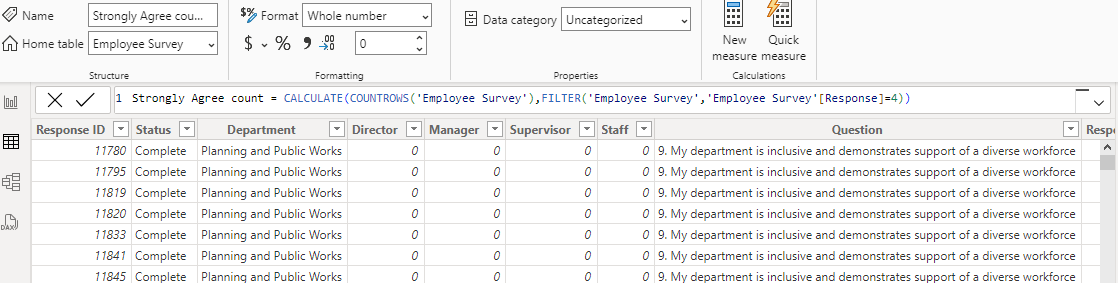 Name Strongly Agree cou... $% Format Whole number Data category Uncategorized
Home table Employee Survey $ % 9 .00 →.0 0 New measure Quick measure
Structure Formatting Properties Calculations
1 Strongly Agree count = CALCULATE(COUNTROWS('Employee Survey'),FILTER('Employee Survey','Employee Survey'[Response]=4))
Response ID Status Department Director Manager Supervisor Staff Question Resp
11780 Complete Planning and Public Works 0 0 0 0 9. My department is inclusive and demonstrates support of a diverse workforce
11795 Complete Planning and Public Works 0 0 0 0 9. My department is inclusive and demonstrates support of a diverse workforce
11819 Complete Planning and Public Works 0 0 0 0 9. My department is inclusive and demonstrates support of a diverse workforce
11820 Complete Planning and Public Works 0 0 0 0 9. My department is inclusive and demonstrates support of a diverse workforce
11833 Complete Planning and Public Works 0 0 0 0 9. My department is inclusive and demonstrates support of a diverse workforce
11841 Complete Planning and Public Works 0 0 0 0 9. My department is inclusive and demonstrates support of a diverse workforce
11845 Complete Planning and Public Works 0 0 0 0 9. My department is inclusive and demonstrates support of a diverse workforce
DAX